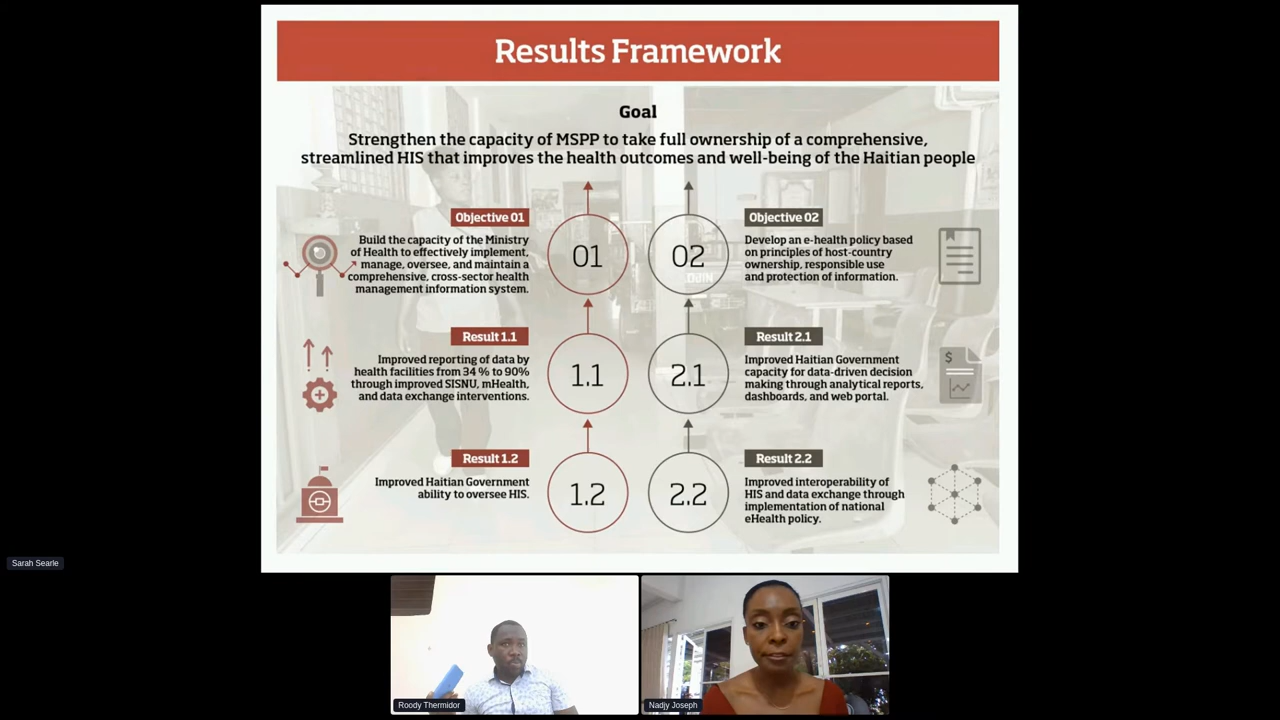 Results Framework
Goal
Strengthen the capacity of MSPP to take full ownership of a comprehensive,
streamlined HIS that improves the health outcomes and well-being of the Haitian people
Objective 01
Build the capacity of the Ministry
of Health to effectively implement,
manage, oversee, and maintain a
comprehensive, cross-sector health
management information system.
01
02
Objective 02
Develop an e-health policy based
on principles of host-country
ownership, responsible use
and protection of information.
Result 1.1
Improved reporting of data by
health facilities from 34 % to 90%
through improved SISNU, mHealth,
and data exchange interventions.
1.1
2.1
Result 2.1
Improved Haitian Government
capacity for data-driven decision
making through analytical reports,
dashboards, and web portal.
$
Result 1.2
Improved Haitian Government
ability to oversee HIS.
1.2
2.2
Result 2.2
Improved interoperability of
HIS and data exchange through
implementation of national
eHealth policy.
Sarah Searle
Roody Thermidor
Nadjy Joseph